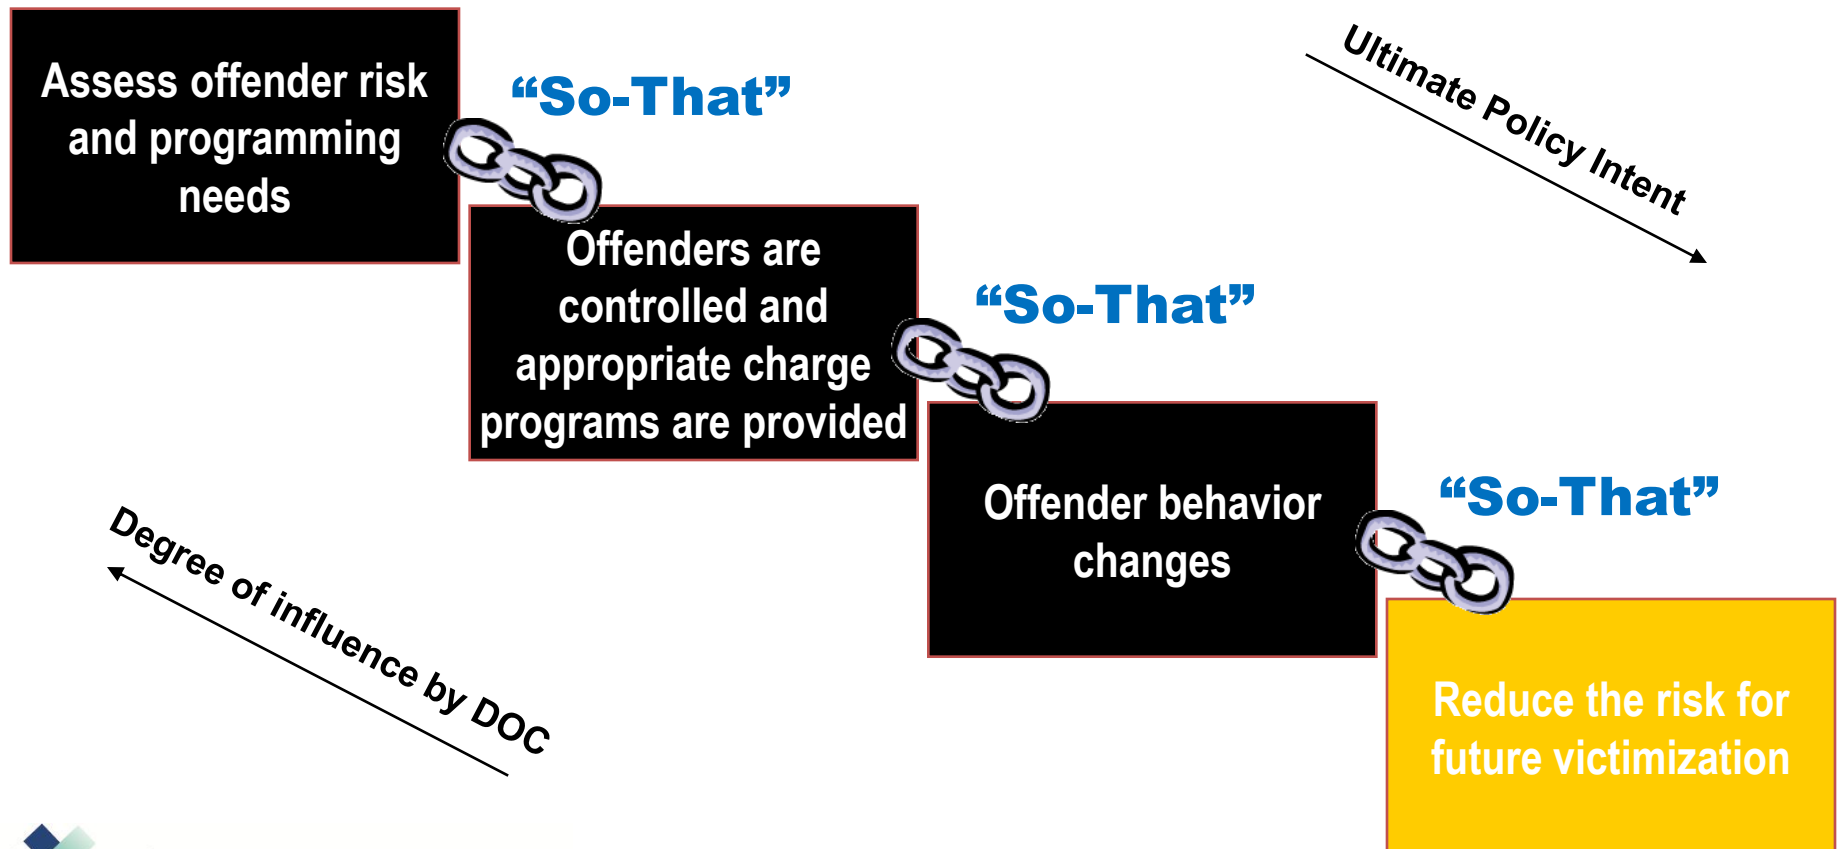 Assess offender risk
and programming
needs
“So-That”
Ultimate Policy Intent
Offenders are
controlled and
appropriate charge
programs are provided
“So-That”
Offender behavior
changes
“So-That”
Degree of influence by DOC
Reduce the risk for
future victimization